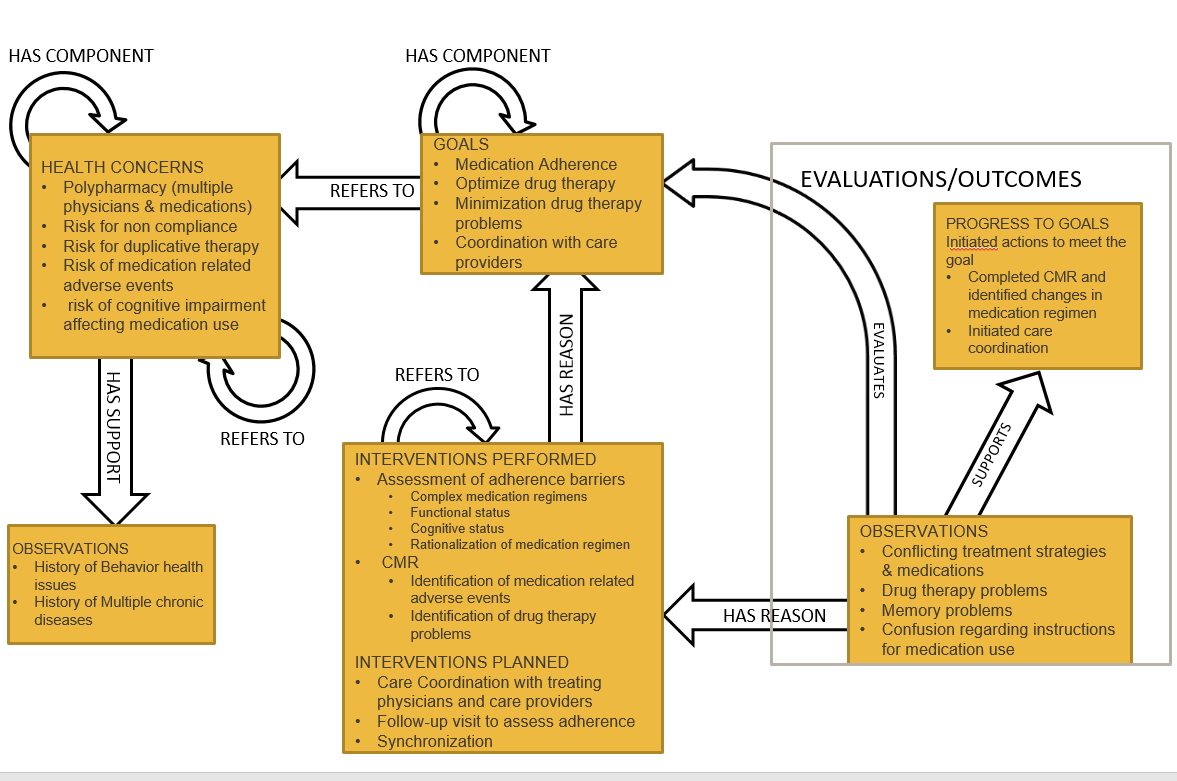 HAS COMPONENT
HEALTH CONCERNS
• Polypharmacy (multiple
physicians & medications)
• Risk for non compliance
• Risk for duplicative therapy
• Risk of medication related
adverse events
• risk of cognitive impairment
affecting medication use
REFERS TO
HAS SUPPORT
OBSERVATIONS
• History of Behavior health
issues
• History of Multiple chronic
diseases
HAS COMPONENT
GOALS
• Medication Adherence
• Optimize drug therapy
• Minimization drug therapy
problems
• Coordination with care
providers
REFERS TO
HAS REASON
REFERS TO
INTERVENTIONS PERFORMED
• Assessment of adherence barriers
• Complex medication regimens
• Functional status
• Cognitive status
• Rationalization of medication regimen
• CMR
• Identification of medication related
adverse events
• Identification of drug therapy
problems
INTERVENTIONS PLANNED
• Care Coordination with treating
physicians and care providers
• Follow-up visit to assess adherence
• Synchronization
EVALUATIONS/OUTCOMES
PROGRESS TO GOALS
Initiated actions to meet the
goal
• Completed CMR and
identified changes in
medication regimen
• Initiated care
coordination
EVALUATES
SUPPORTS
OBSERVATIONS
• Conflicting treatment strategies
& medications
• Drug therapy problems
• Memory problems
• Confusion regarding instructions
for medication use
HAS REASON